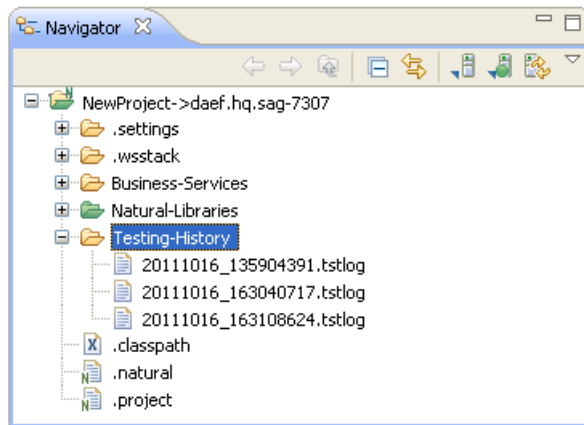 Navigator
NewProject->daef.hq.sag-7307
.settings
.wsstack
Business-Services
Natural-Libraries
Testing-History
20111016_135904391.tstlog
20111016_163040717.tstlog
20111016_163108624.tstlog
.classpath
.natural
.project